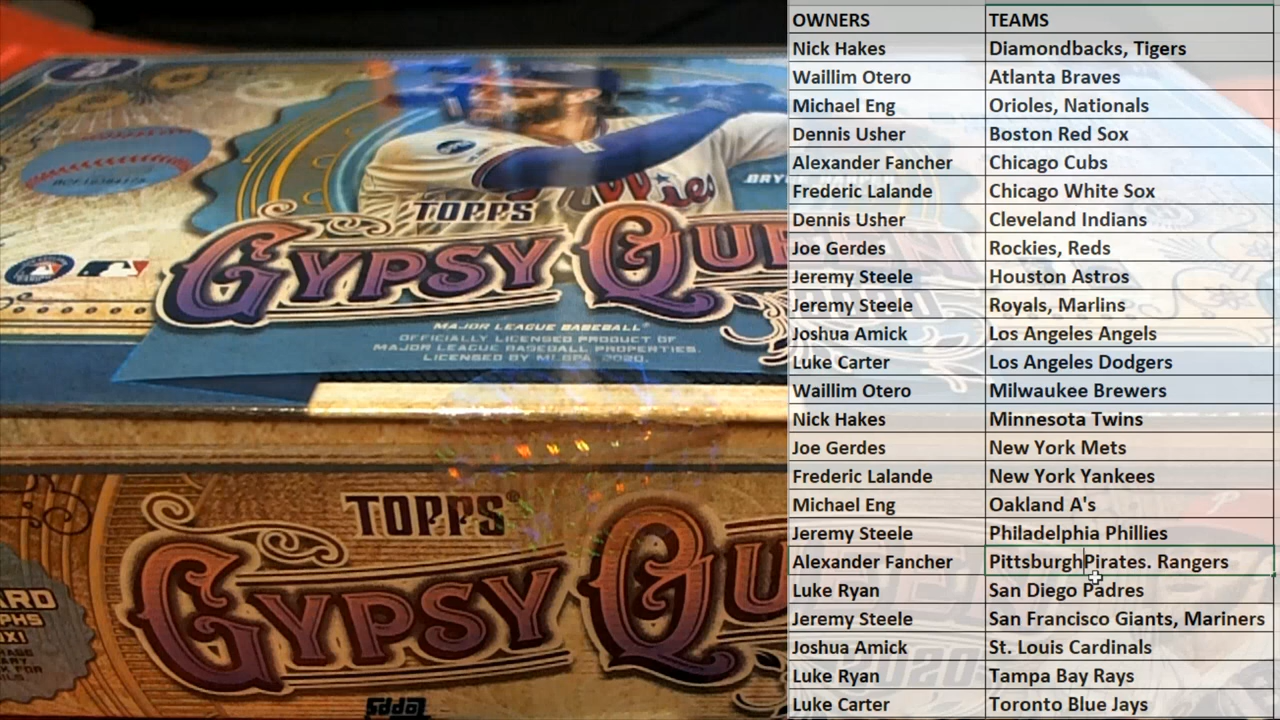 TOPPS
GYPSY QU
MAJOR LEAGUE BASEBALL
OFFICIALLY LICENSED PRODUCT OF
MAJOR LEAGUE BASEBALL PROPERTIES.
LICENSED BY MLBPA 2020.
TOPPS®
GYPSY QU
OWNERS TEAMS
Nick Hakes Diamondbacks, Tigers
Waillim Otero Atlanta Braves
Michael Eng Orioles, Nationals
Dennis Usher Boston Red Sox
Alexander Fancher Chicago Cubs
Frederic Lalande Chicago White Sox
Dennis Usher Cleveland Indians
Joe Gerdes Rockies, Reds
Jeremy Steele Houston Astros
Jeremy Steele Royals, Marlins
Joshua Amick Los Angeles Angels
Luke Carter Los Angeles Dodgers
Waillim Otero Milwaukee Brewers
Nick Hakes Minnesota Twins
Joe Gerdes New York Mets
Frederic Lalande New York Yankees
Michael Eng Oakland A's
Jeremy Steele Philadelphia Phillies
Alexander Fancher PittsburghPirates. Rangers
Luke Ryan San Diego Padres
Jeremy Steele San Francisco Giants, Mariners
Joshua Amick St. Louis Cardinals
Luke Ryan Tampa Bay Rays
Luke Carter Toronto Blue Jays